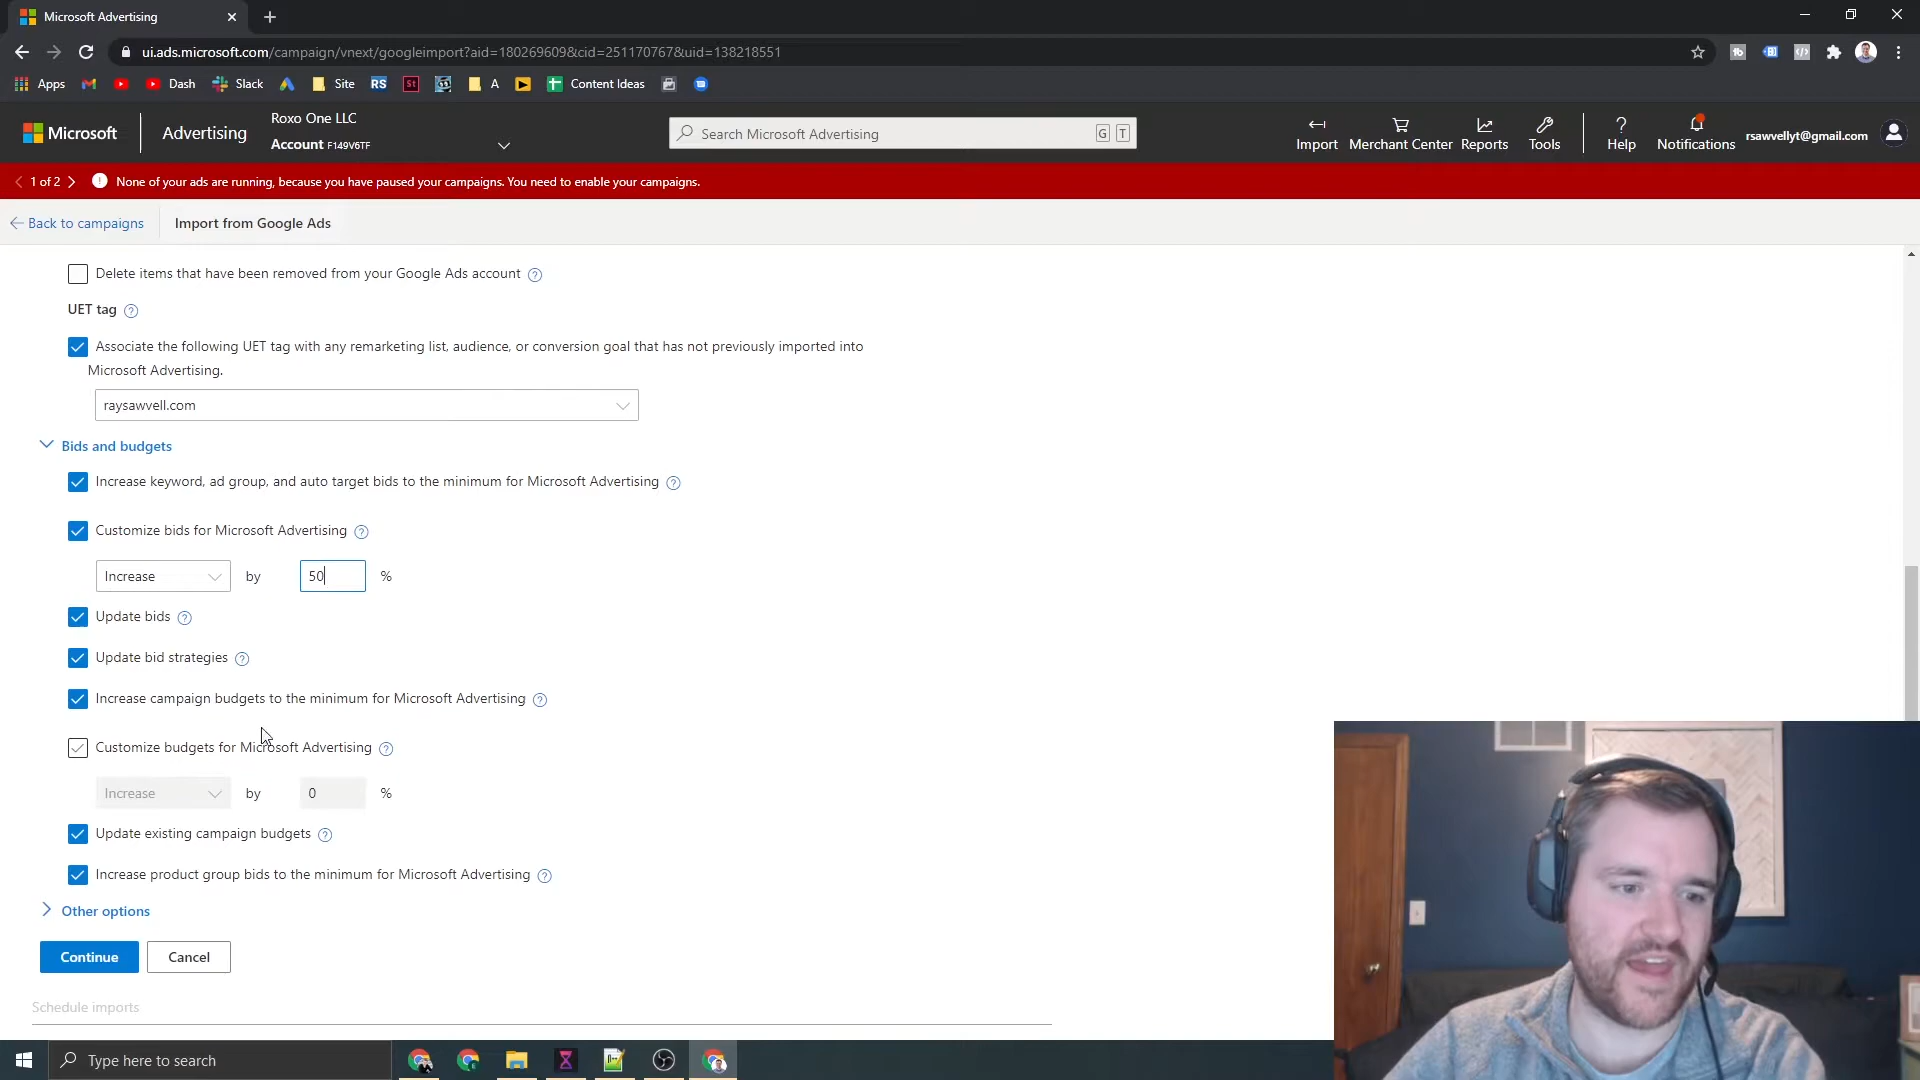 Microsoft Advertising
ui.ads.microsoft.com/campaign/vnext/googleimport?aid=180269609&cid=251170767&uid=138218551
Apps
Dash
Slack
Site
RS
St
A
Content Ideas
Microsoft
Advertising
Roxo One LLC
Account F149V6TF
Search Microsoft Advertising
G
T
Import
Merchant Center
Reports
Tools
Help
Notifications
rsawvellyt@gmail.com
1 of 2
None of your ads are running, because you have paused your campaigns. You need to enable your campaigns.
Back to campaigns
Import from Google Ads
Delete items that have been removed from your Google Ads account
UET tag
Associate the following UET tag with any remarketing list, audience, or conversion goal that has not previously imported into
Microsoft Advertising.
raysawvell.com
Bids and budgets
Increase keyword, ad group, and auto target bids to the minimum for Microsoft Advertising
Customize bids for Microsoft Advertising
Increase by 50 %
Update bids
Update bid strategies
Increase campaign budgets to the minimum for Microsoft Advertising
Customize budgets for Microsoft Advertising
Increase by 0 %
Update existing campaign budgets
Increase product group bids to the minimum for Microsoft Advertising
Other options
Continue
Cancel
Schedule imports
Type here to search